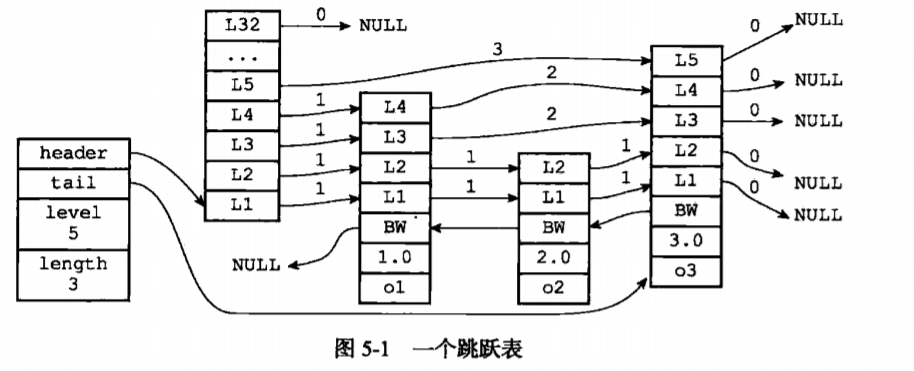 header
tail
level
5
length
3
L32
...
L5
L4
L3
L2
L1
0
NULL
3
1
1
1
1
L4
L3
L2
L1
BW
1.0
o1
NULL
2
2
1
1
L2
L1
BW
2.0
o2
1
1
L5
L4
L3
L2
L1
BW
3.0
o3
0
NULL
0
NULL
0
NULL
0
NULL
0
NULL
图 5-1 一个跳跃表